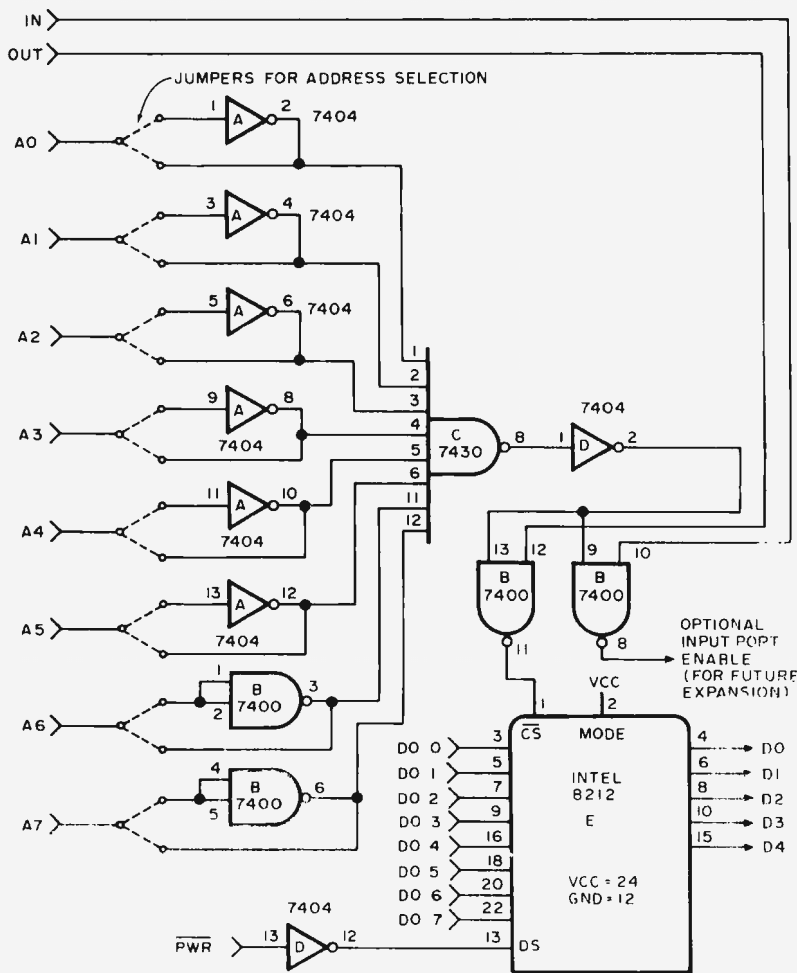 IN
OUT
JUMPERS FOR ADDRESS SELECTION
A0
1
A
2
7404
A1
3
A
4
7404
A2
5
A
6
7404
A3
9
A
8
7404
A4
11
A
10
7404
A5
13
A
12
7404
A6
1
2
B
7400
3
A7
4
5
B
7400
6
1
2
3
4
5
6
11
12
C
7430
8
7404
1
D
2
13
12
B
7400
11
9
10
B
7400
8
OPTIONAL
INPUT PORT
ENABLE
(FOR FUTURE
EXPANSION)
VCC
1
2
CS
MODE
INTEL
8212
E
VCC = 24
GND = 12
DO 0
3
DO 1
5
DO 2
7
DO 3
9
DO 4
16
DO 5
18
DO 6
20
DO 7
22
4
D0
6
D1
8
D2
10
D3
15
D4
PWR
7404
13
D
12
13
DS